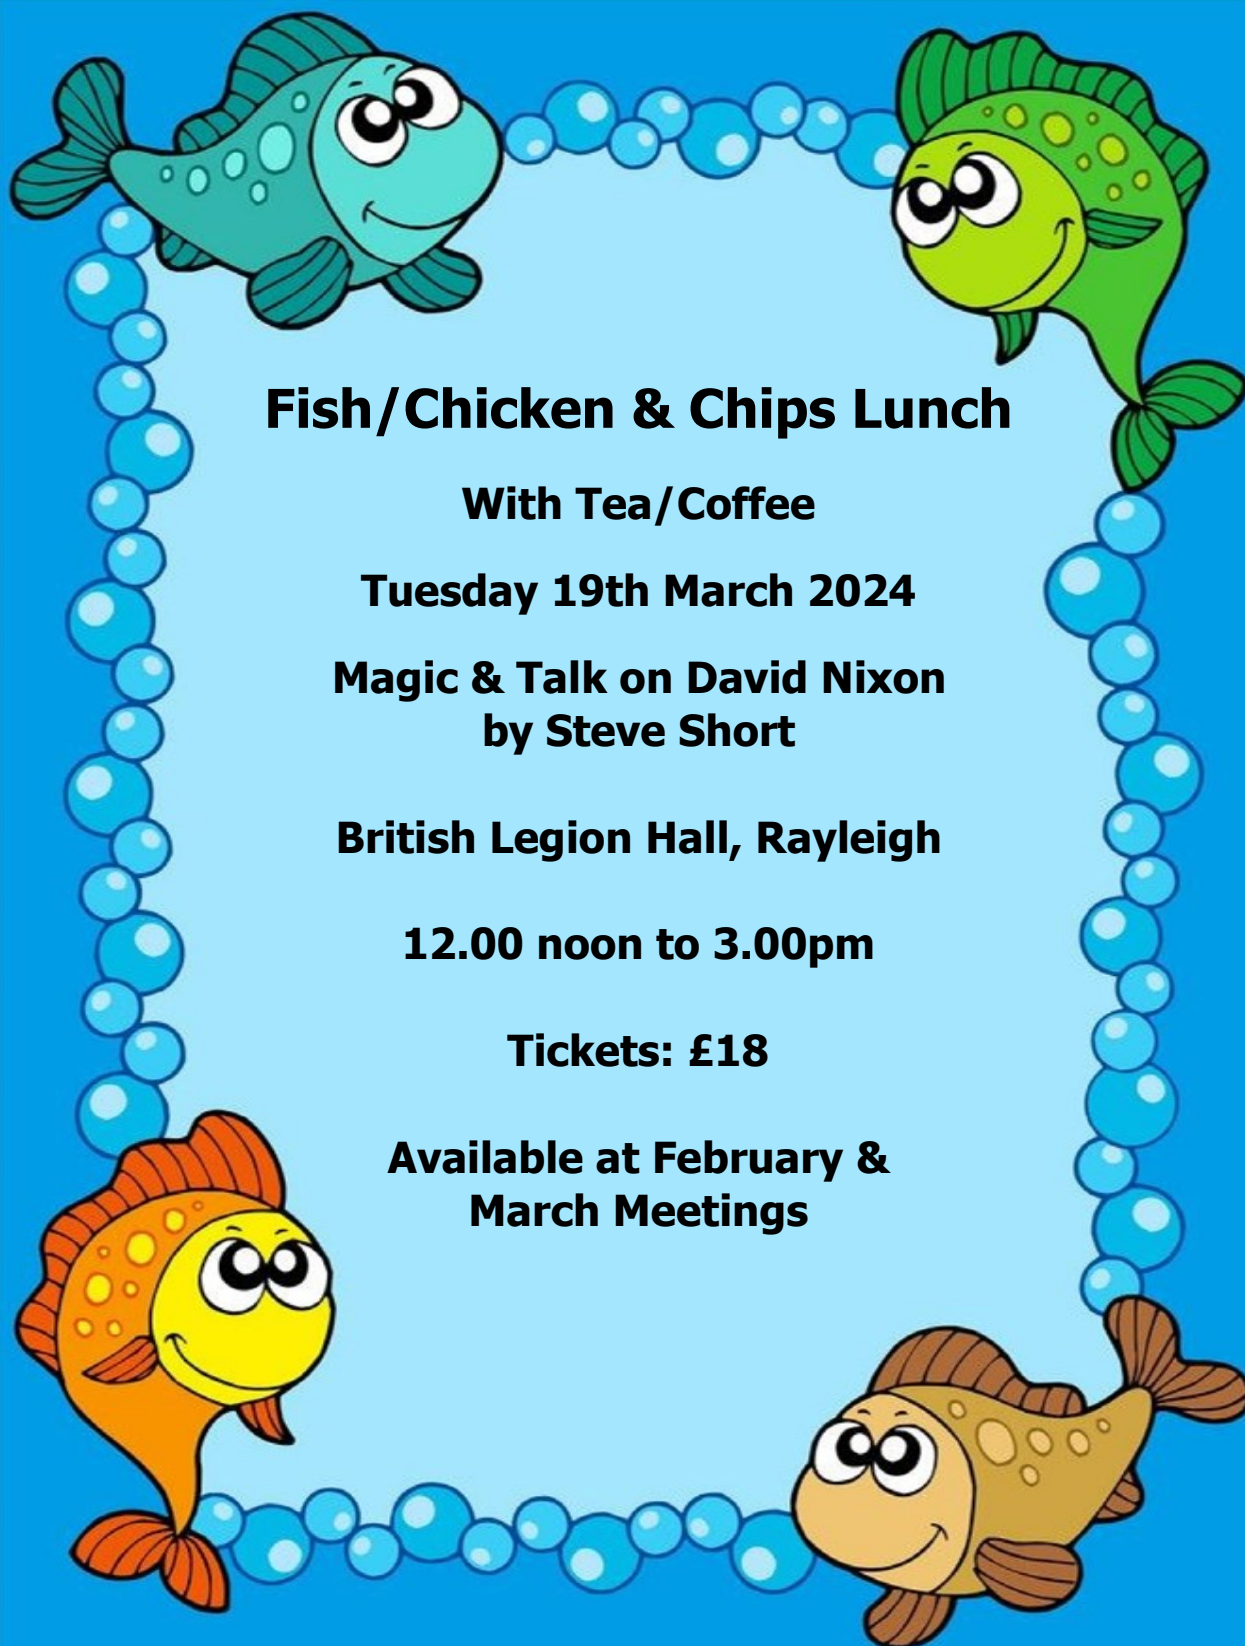 Fish/Chicken & Chips Lunch
With Tea/Coffee
Tuesday 19th March 2024
Magic & Talk on David Nixon
by Steve Short
British Legion Hall, Rayleigh
12.00 noon to 3.00pm
Tickets: £18
Available at February &
March Meetings